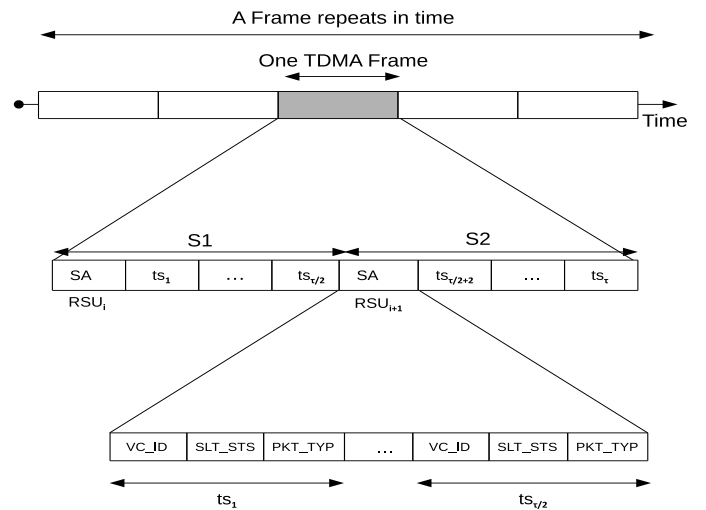 A Frame repeats in time
One TDMA Frame
Time
S1 S2
SA ts₁ ... tsτ/2 SA tsτ/2+2 ... tsτ
RSUᵢ RSUᵢ₊₁
VC_ID SLT_STS PKT_TYP ... VC_ID SLT_STS PKT_TYP
ts₁ tsτ/2